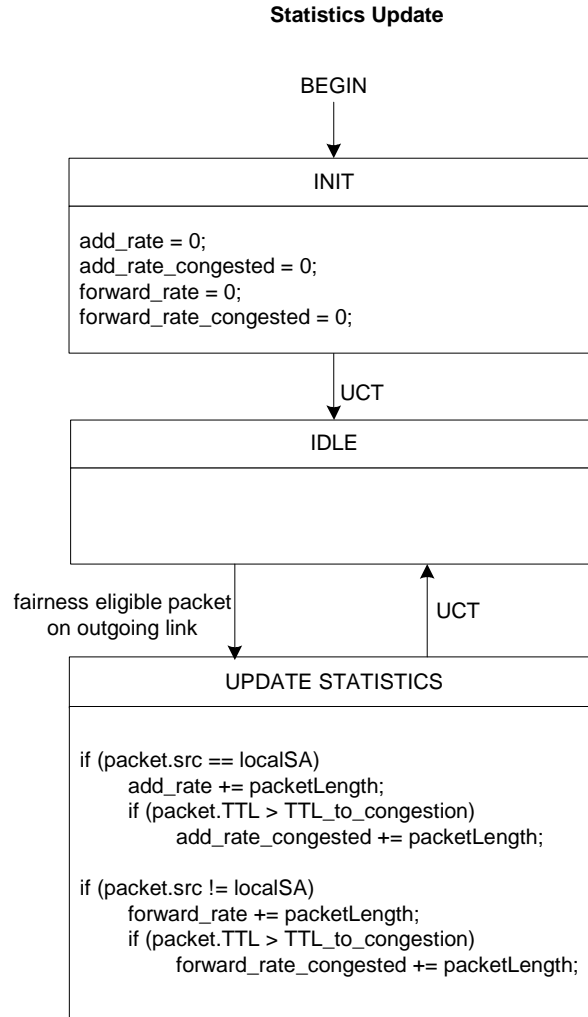 Statistics Update
BEGIN
INIT
add_rate = 0;
add_rate_congested = 0;
forward_rate = 0;
forward_rate_congested = 0;
UCT
IDLE
fairness eligible packet
on outgoing link
UCT
UPDATE STATISTICS
if (packet.src == localSA)
add_rate += packetLength;
if (packet.TTL > TTL_to_congestion)
add_rate_congested += packetLength;
if (packet.src != localSA)
forward_rate += packetLength;
if (packet.TTL > TTL_to_congestion)
forward_rate_congested += packetLength;